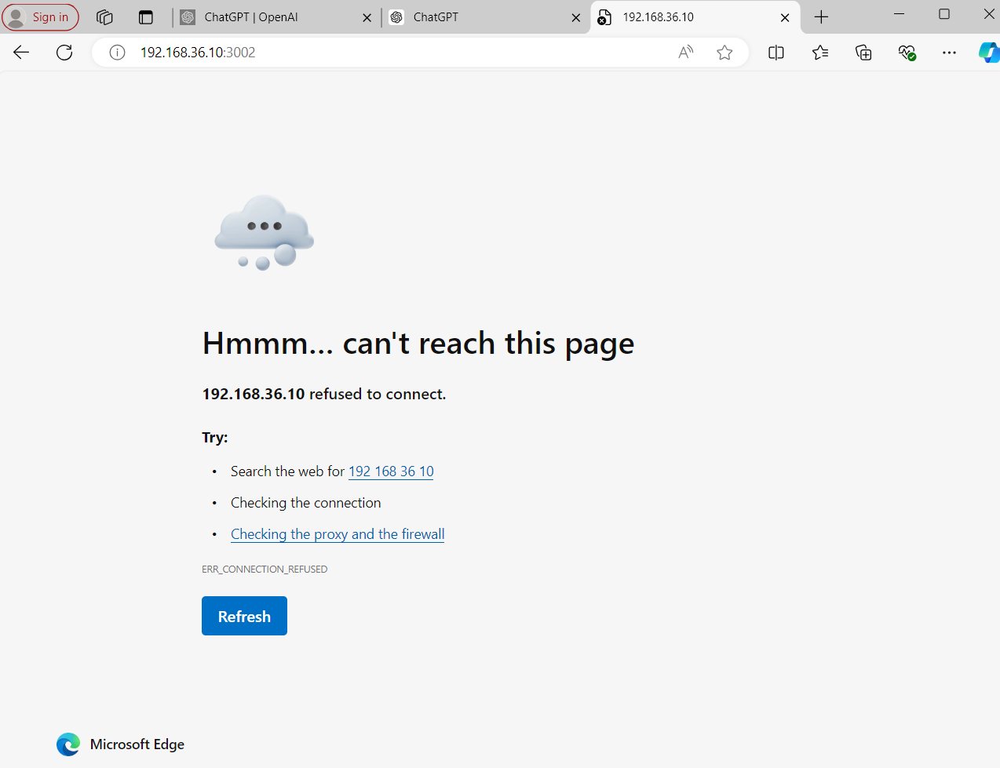 Sign in
ChatGPT | OpenAI
ChatGPT
192.168.36.10
192.168.36.10:3002
Hmmm... can't reach this page
192.168.36.10 refused to connect.
Try:
• Search the web for 192 168 36 10
• Checking the connection
• Checking the proxy and the firewall
ERR_CONNECTION_REFUSED
Refresh
Microsoft Edge